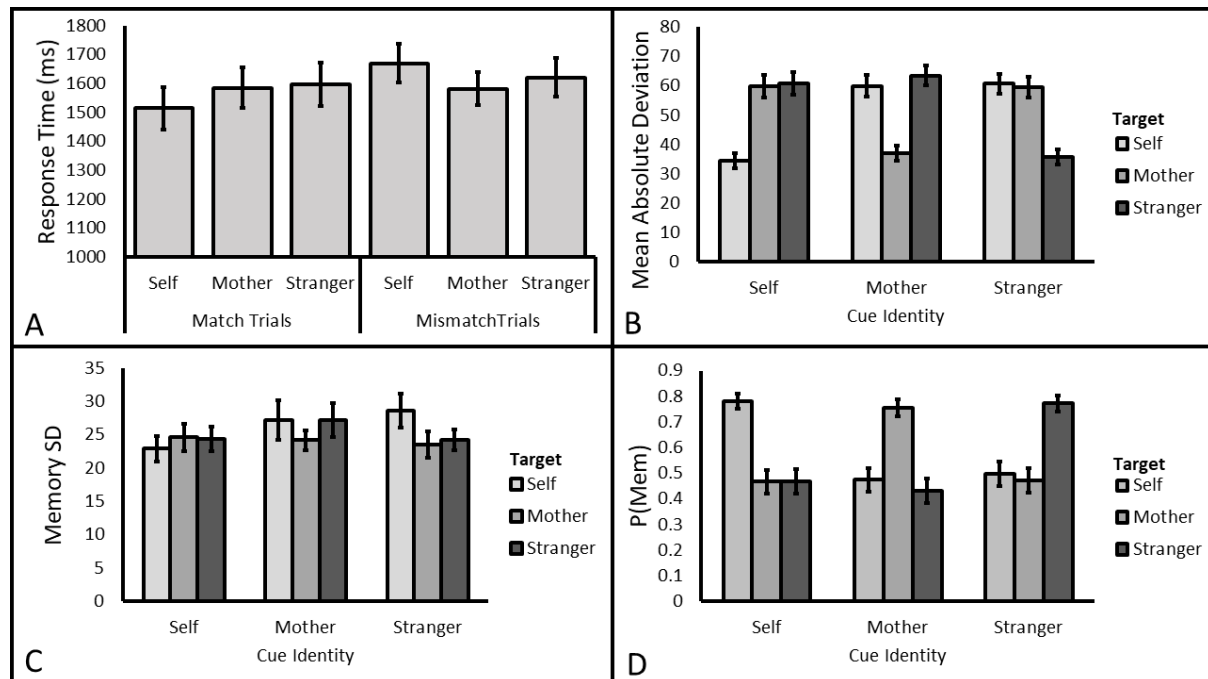 Response Time (ms)
1800
1700
1600
1500
1400
1300
1200
1100
1000
Self Mother Stranger Self Mother Stranger
Match Trials MismatchTrials
A
Mean Absolute Deviation
80
70
60
50
40
30
20
10
0
Self Mother Stranger
Cue Identity
Target
Self
Mother
Stranger
B
Memory SD
35
30
25
20
15
10
5
0
Self Mother Stranger
Cue Identity
Target
Self
Mother
Stranger
C
P(Mem)
0.9
0.8
0.7
0.6
0.5
0.4
0.3
0.2
0.1
0
Self Mother Stranger
Cue Identity
Target
Self
Mother
Stranger
D